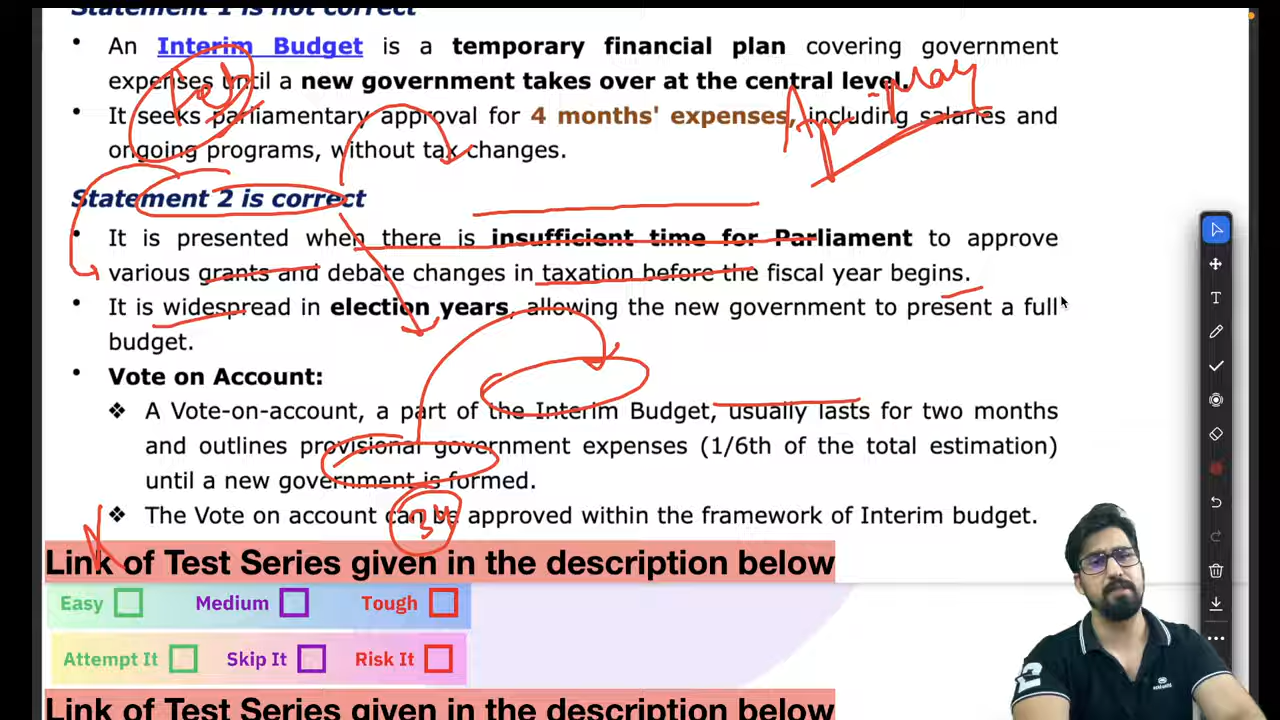 Statement 1 is not correct
• An Interim Budget is a temporary financial plan covering government
expenses until a new government takes over at the central level.
• It seeks parliamentary approval for 4 months' expenses, including salaries and
ongoing programs, without tax changes.
Feb
Apr - May
Statement 2 is correct
• It is presented when there is insufficient time for Parliament to approve
various grants and debate changes in taxation before the fiscal year begins.
• It is widespread in election years, allowing the new government to present a full
budget.
• Vote on Account:
❖ A Vote-on-account, a part of the Interim Budget, usually lasts for two months
and outlines provisional government expenses (1/6th of the total estimation)
until a new government is formed.
❖ The Vote on account can be approved within the framework of Interim budget.
Link of Test Series given in the description below
Easy Medium Tough
Attempt It Skip It Risk It
Link of Test Series given in the description below